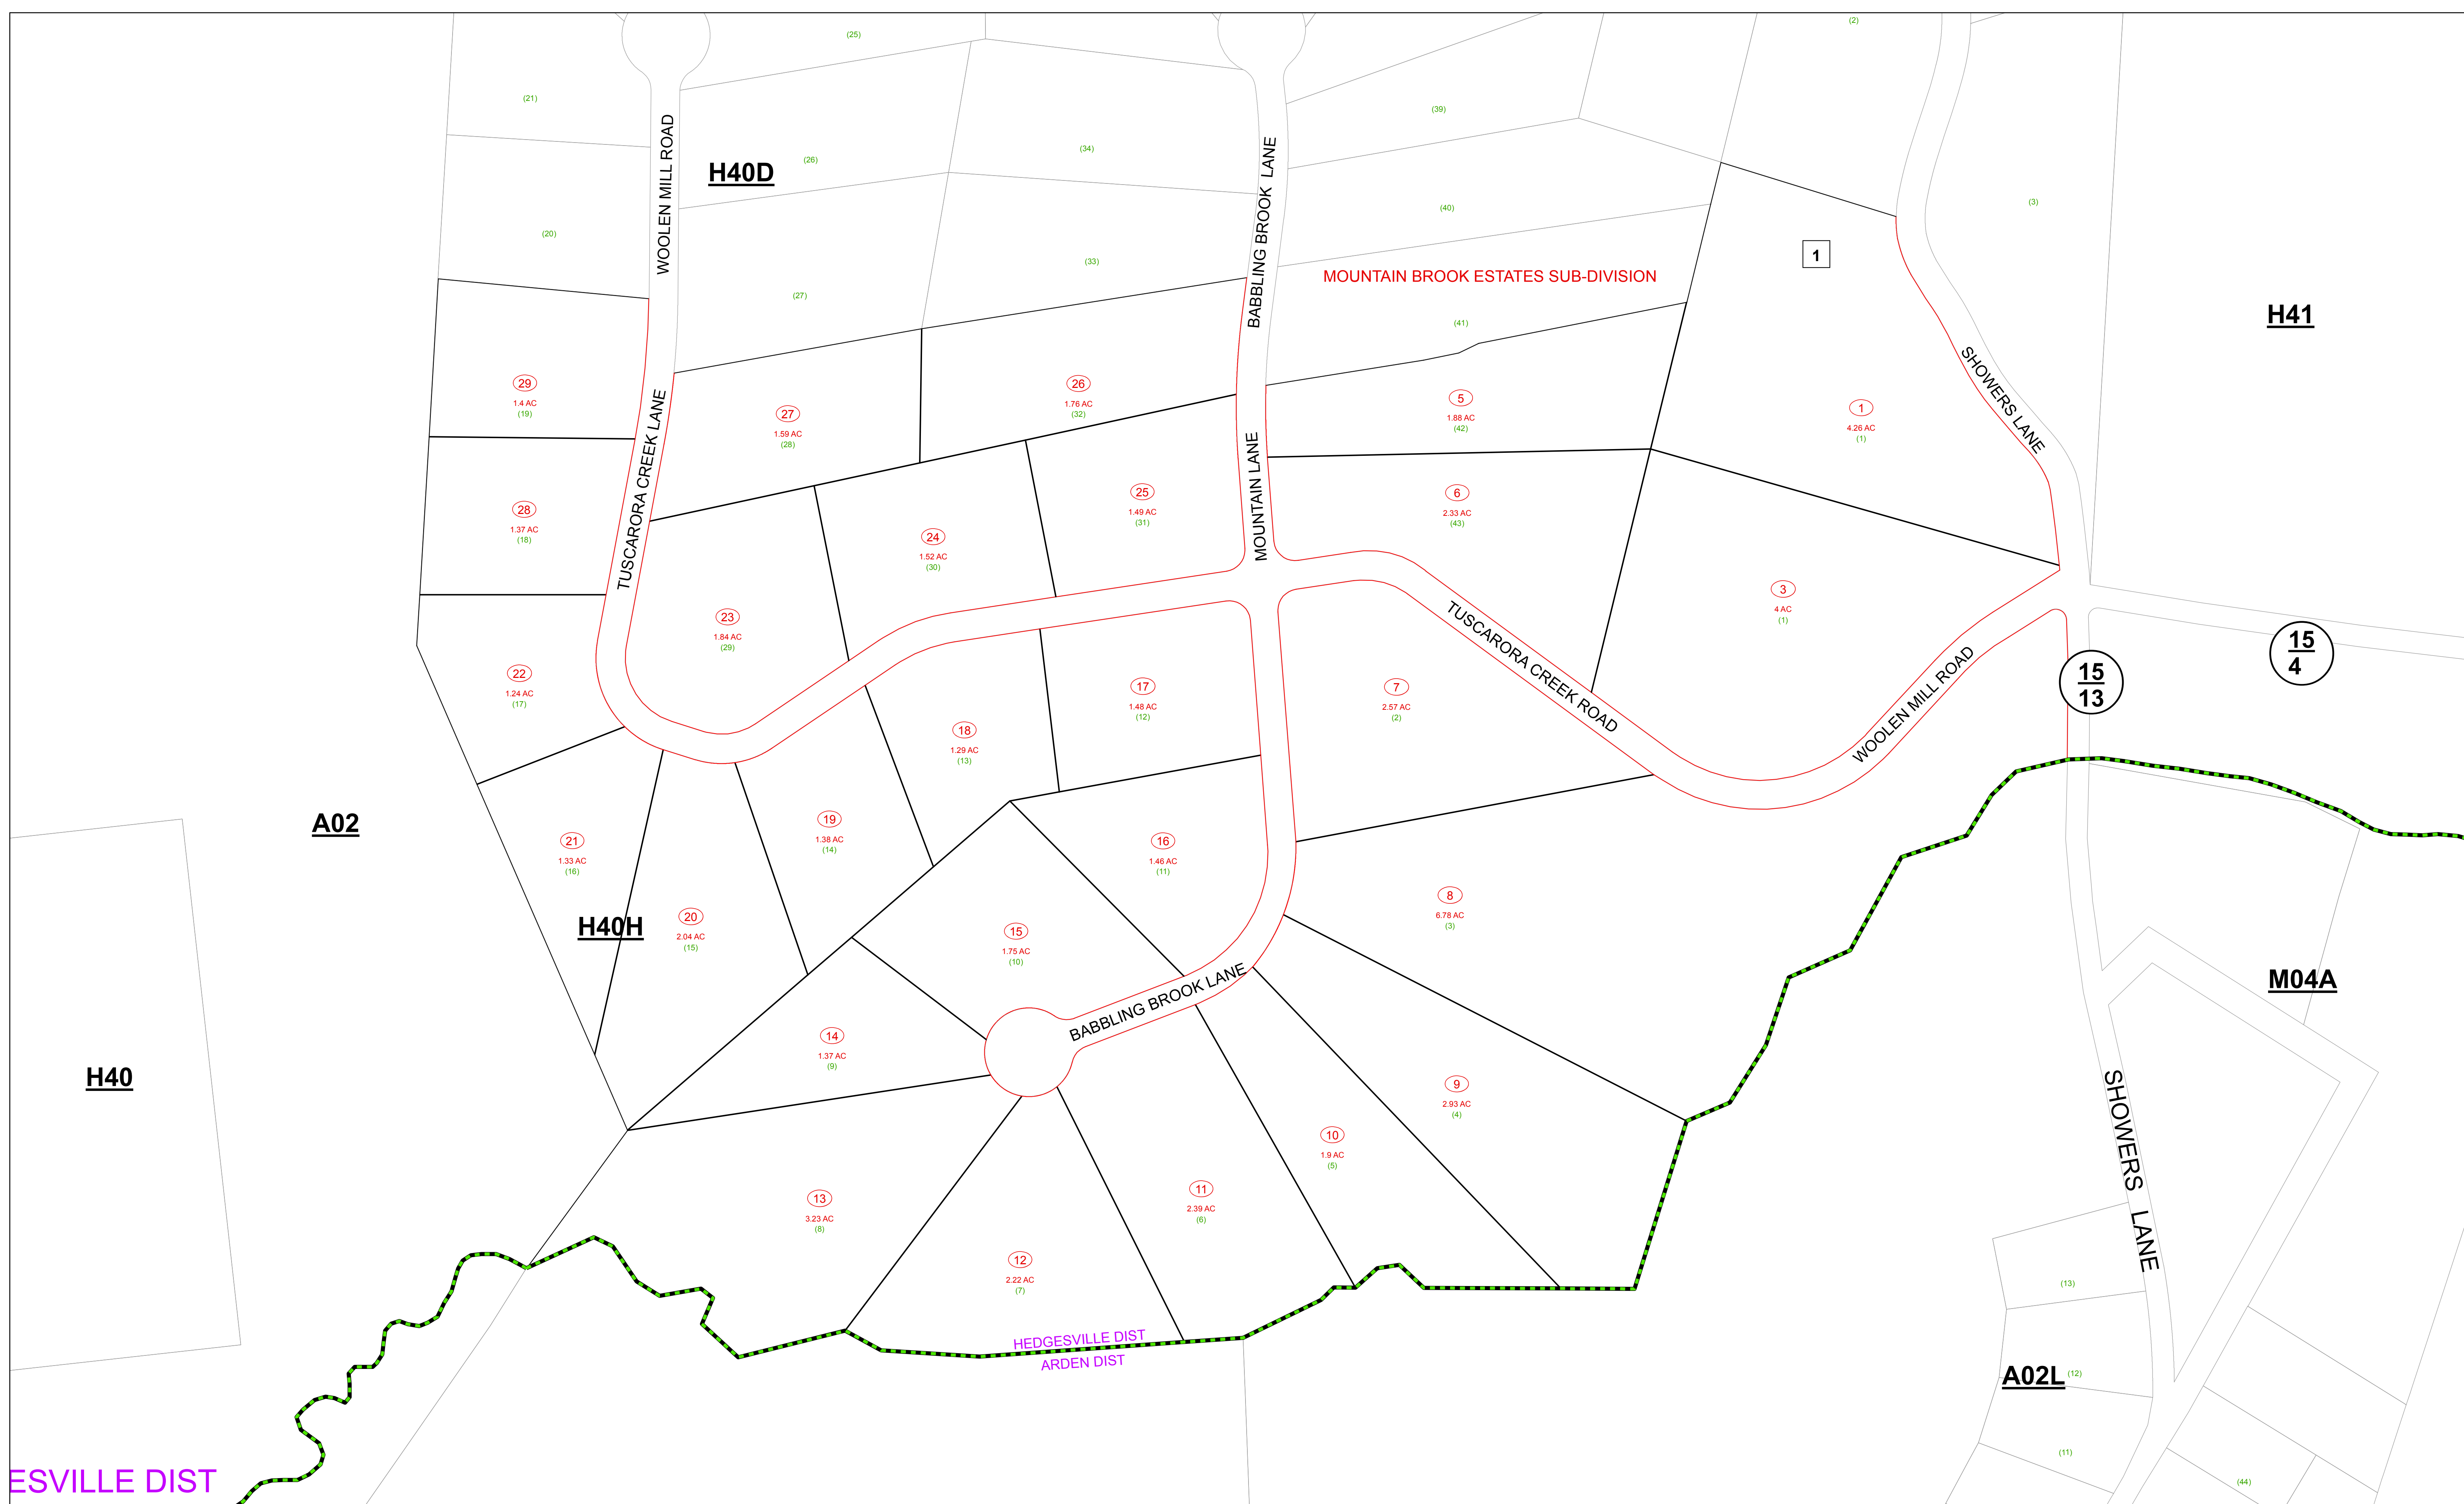 (2)
(25)
(21)
(39)
WOOLEN MILL ROAD
H40D
(26)
(34)
BABBLING BROOK LANE
(40)
(3)
(20)
(33)
1
(27)
MOUNTAIN BROOK ESTATES SUB-DIVISION
H41
(41)
SHOWERS LANE
29
1.4 AC
(19)
27
1.59 AC
(28)
26
1.76 AC
(32)
5
1.88 AC
(42)
1
4.26 AC
(1)
TUSCARORA CREEK LANE
MOUNTAIN LANE
28
1.37 AC
(18)
24
1.52 AC
(30)
25
1.49 AC
(31)
6
2.33 AC
(43)
23
1.84 AC
(29)
3
4 AC
(1)
TUSCARORA CREEK ROAD
WOOLEN MILL ROAD
15
4
15
13
22
1.24 AC
(17)
18
1.29 AC
(13)
17
1.48 AC
(12)
7
2.57 AC
(2)
A02
21
1.33 AC
(16)
19
1.38 AC
(14)
16
1.46 AC
(11)
8
6.78 AC
(3)
H40H
20
2.04 AC
(15)
15
1.75 AC
(10)
M04A
BABBLING BROOK LANE
H40
14
1.37 AC
(9)
9
2.93 AC
(4)
10
1.9 AC
(5)
SHOWERS LANE
13
3.23 AC
(8)
11
2.39 AC
(6)
12
2.22 AC
(7)
(13)
HEDGESVILLE DIST
ARDEN DIST
A02L
(12)
(11)
(44)
ESVILLE DIST